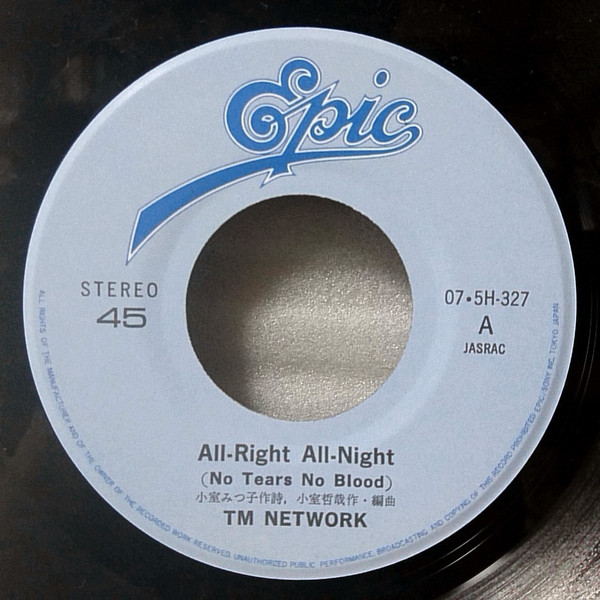 Epic
STEREO
45
07•5H-327
A
JASRAC
All-Right All-Night
(No Tears No Blood)
小室みつ子作詩, 小室哲哉作・編曲
TM NETWORK
ALL RIGHTS OF THE MANUFACTURER AND OF THE OWNER OF THE RECORDED WORK RESERVED. UNAUTHORIZED PUBLIC PERFORMANCE, BROADCASTING AND COPYING OF THIS RECORD PROHIBITED EPIC·SONY INC. TOKYO JAPAN